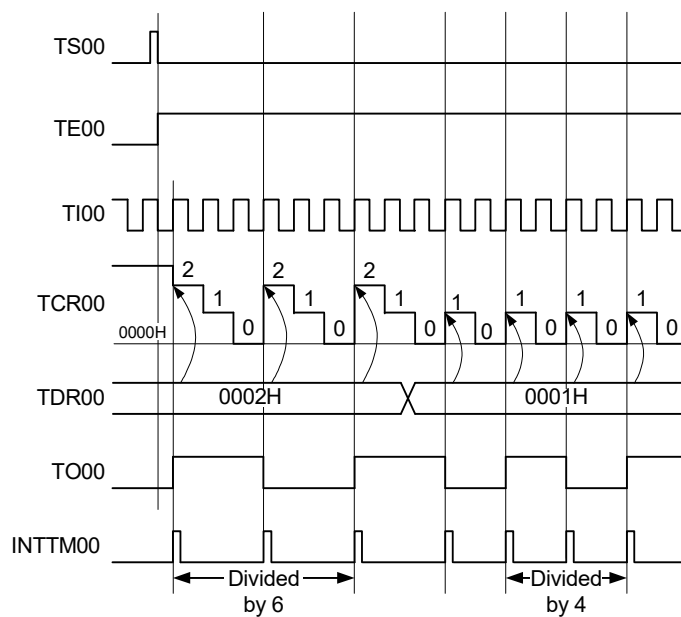 TS00
TE00
TI00
TCR00
2 2 2
1 1 1 1 1 1 1
0 0 0 0 0 0 0
0000H
TDR00
0002H 0001H
TO00
INTTM00
Divided by 6
Divided by 4